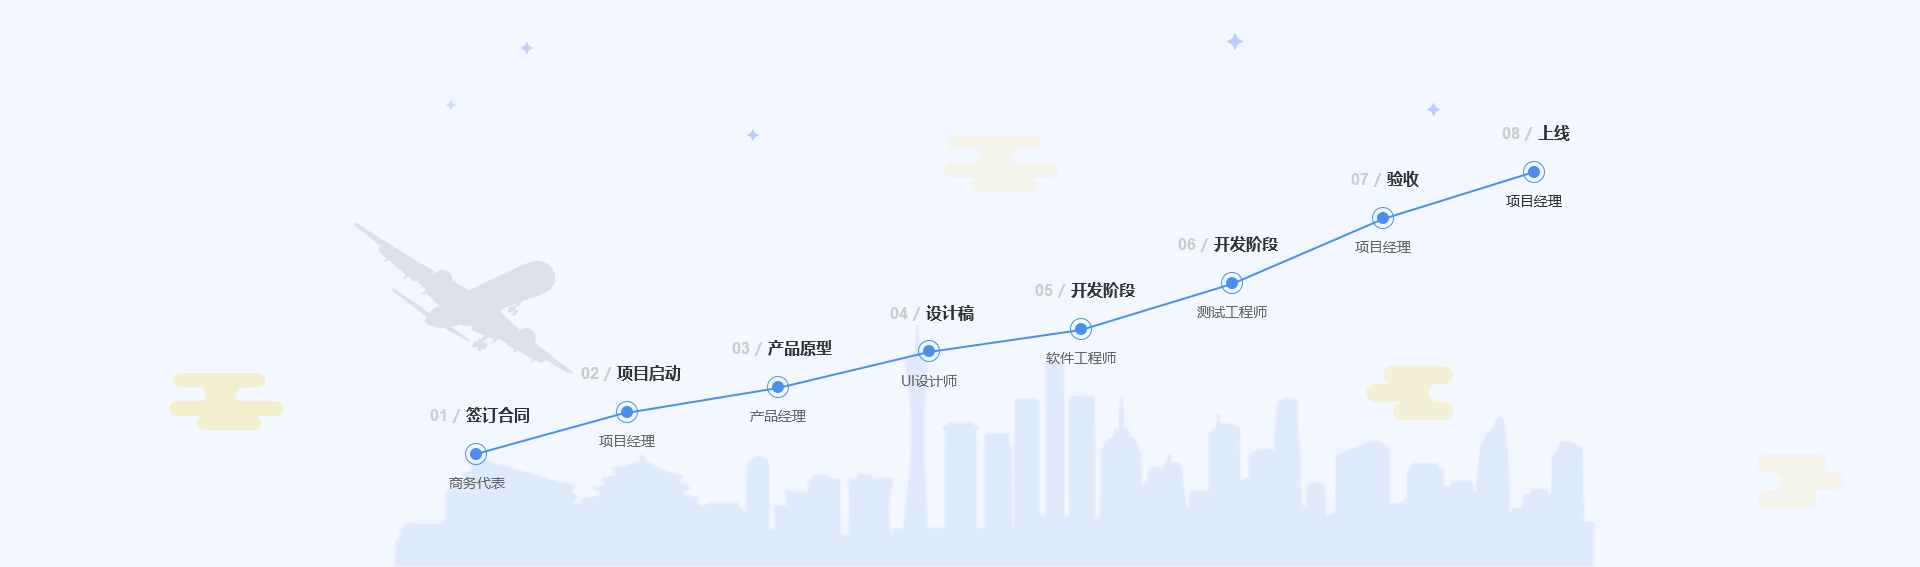 01 / 签订合同
商务代表
02 / 项目启动
项目经理
03 / 产品原型
产品经理
04 / 设计稿
UI设计师
05 / 开发阶段
软件工程师
06 / 开发阶段
测试工程师
07 / 验收
项目经理
08 / 上线
项目经理